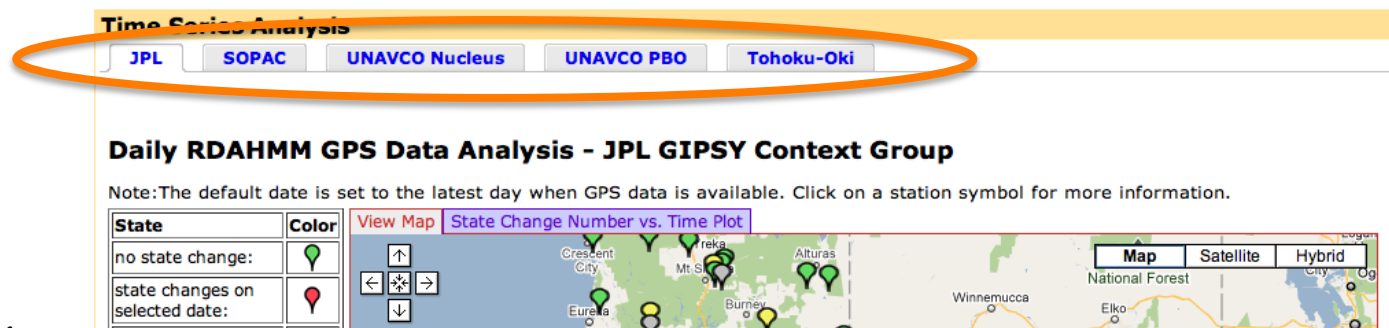 Time Series Analysis
JPL SOPAC UNAVCO Nucleus UNAVCO PBO Tohoku-Oki
Daily RDAHMM GPS Data Analysis - JPL GIPSY Context Group
Note:The default date is set to the latest day when GPS data is available. Click on a station symbol for more information.
State Color
no state change:
state changes on
selected date:
View Map State Change Number vs. Time Plot
Map Satellite Hybrid
Crescent
City
Alturas
National Forest
Burney
Winnemucca
Elko
Eureka
City